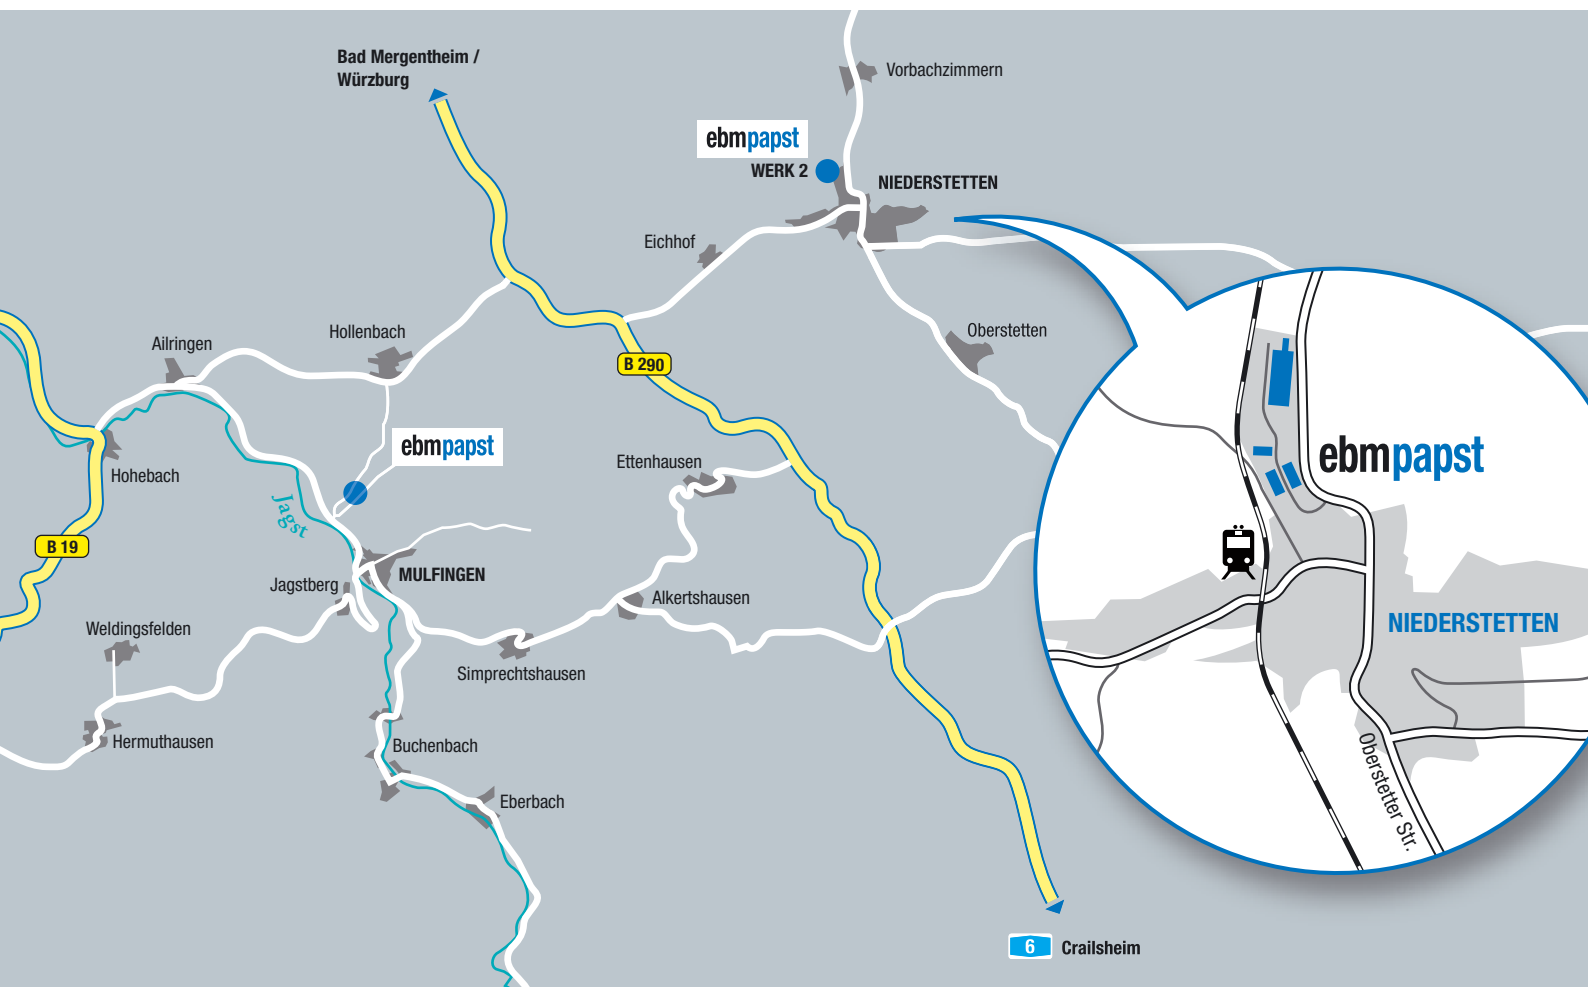 Bad Mergentheim /
Würzburg
Vorbachzimmern
ebmpapst
WERK 2
NIEDERSTETTEN
Eichhof
Oberstetten
Hollenbach
Ailringen
B 290
ebmpapst
ebmpapst
Ettenhausen
Hohebach
Jagst
B 19
MULFINGEN
Jagstberg
Alkertshausen
NIEDERSTETTEN
Weldingsfelden
Simprechtshausen
Hermuthausen
Buchenbach
Oberstetter Str.
Eberbach
6 Crailsheim